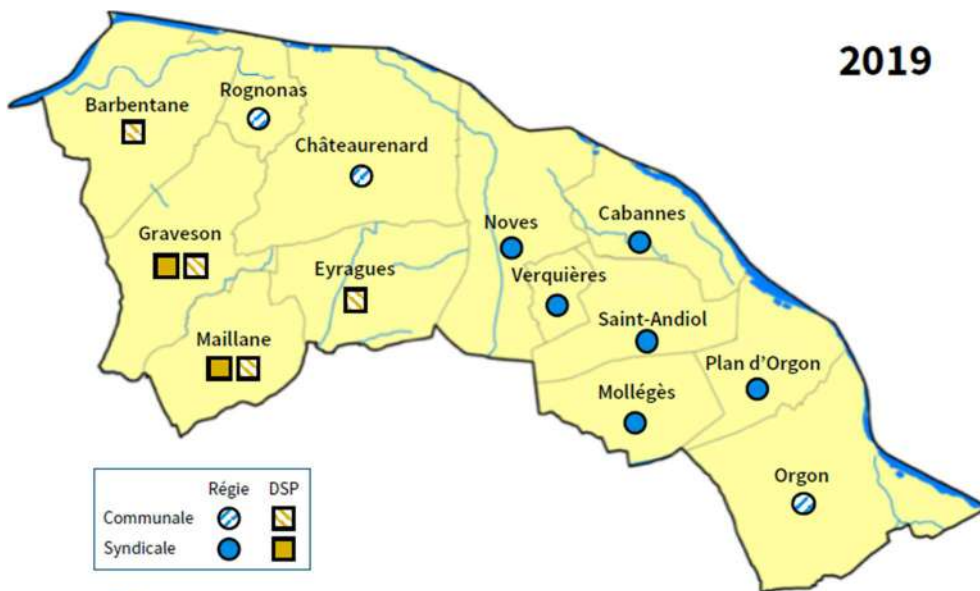 2019
Barbentane
Rognonas
Châteaurenard
Graveson
Eyragues
Noves
Cabannes
Verquières
Saint-Andiol
Maillane
Plan d'Orgon
Mollégès
Orgon
Régie DSP
Communale
Syndicale